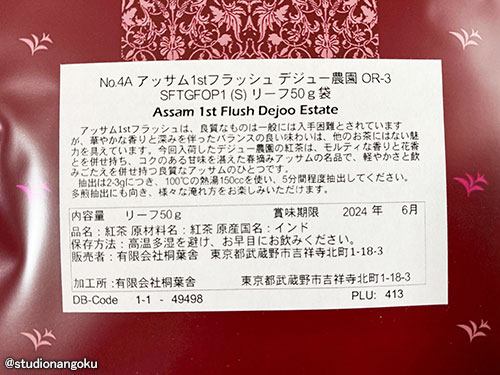 No.4A アッサム1stフラッシュ デジュー農園 OR-3
SFTGFOP1 (S) リーフ50g袋
Assam 1st Flush Dejoo Estate
アッサム1stフラッシュは、良質なものは一般には入手困難とされています
が、華やかな香りと深みを伴ったバランスの良い味わいは、他のお茶にはない魅
力を具えています。今回入荷したデジュー農園の紅茶は、モルティな香りと花香
とを併せ持ち、コクのある甘味を湛えた春摘みアッサムの名品で、軽やかさと飲
みごたえを併せ持つ良質なアッサムのひとつです。
抽出は2-3gにつき、100℃の熱湯150ccを使い、5分間程度抽出してください。
多煎抽出にも向き、様々な淹れ方をお楽しみいただけます。
内容量 リーフ50g 賞味期限 2024 年 6月
品名：紅茶 原材料名：紅茶 原産国名：インド
保存方法：高温多湿を避け、お早目にお飲みください。
販売者：有限会社桐葉舎 東京都武蔵野市吉祥寺北町1-18-3
加工所：有限会社桐葉舎 東京都武蔵野市吉祥寺北町1-18-3
DB-Code 1-1 - 49498 PLU: 413
@studionangoku